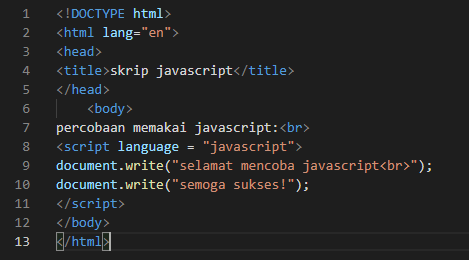 1 <!DOCTYPE html>
2 <html lang="en">
3 <head>
4 <title>skrip javascript</title>
5 </head>
6 <body>
7 percobaan memakai javascript:<br>
8 <script language = "javascript">
9 document.write("selamat mencoba javascript<br>");
10 document.write("semoga sukses!");
11 </script>
12 </body>
13 </html>